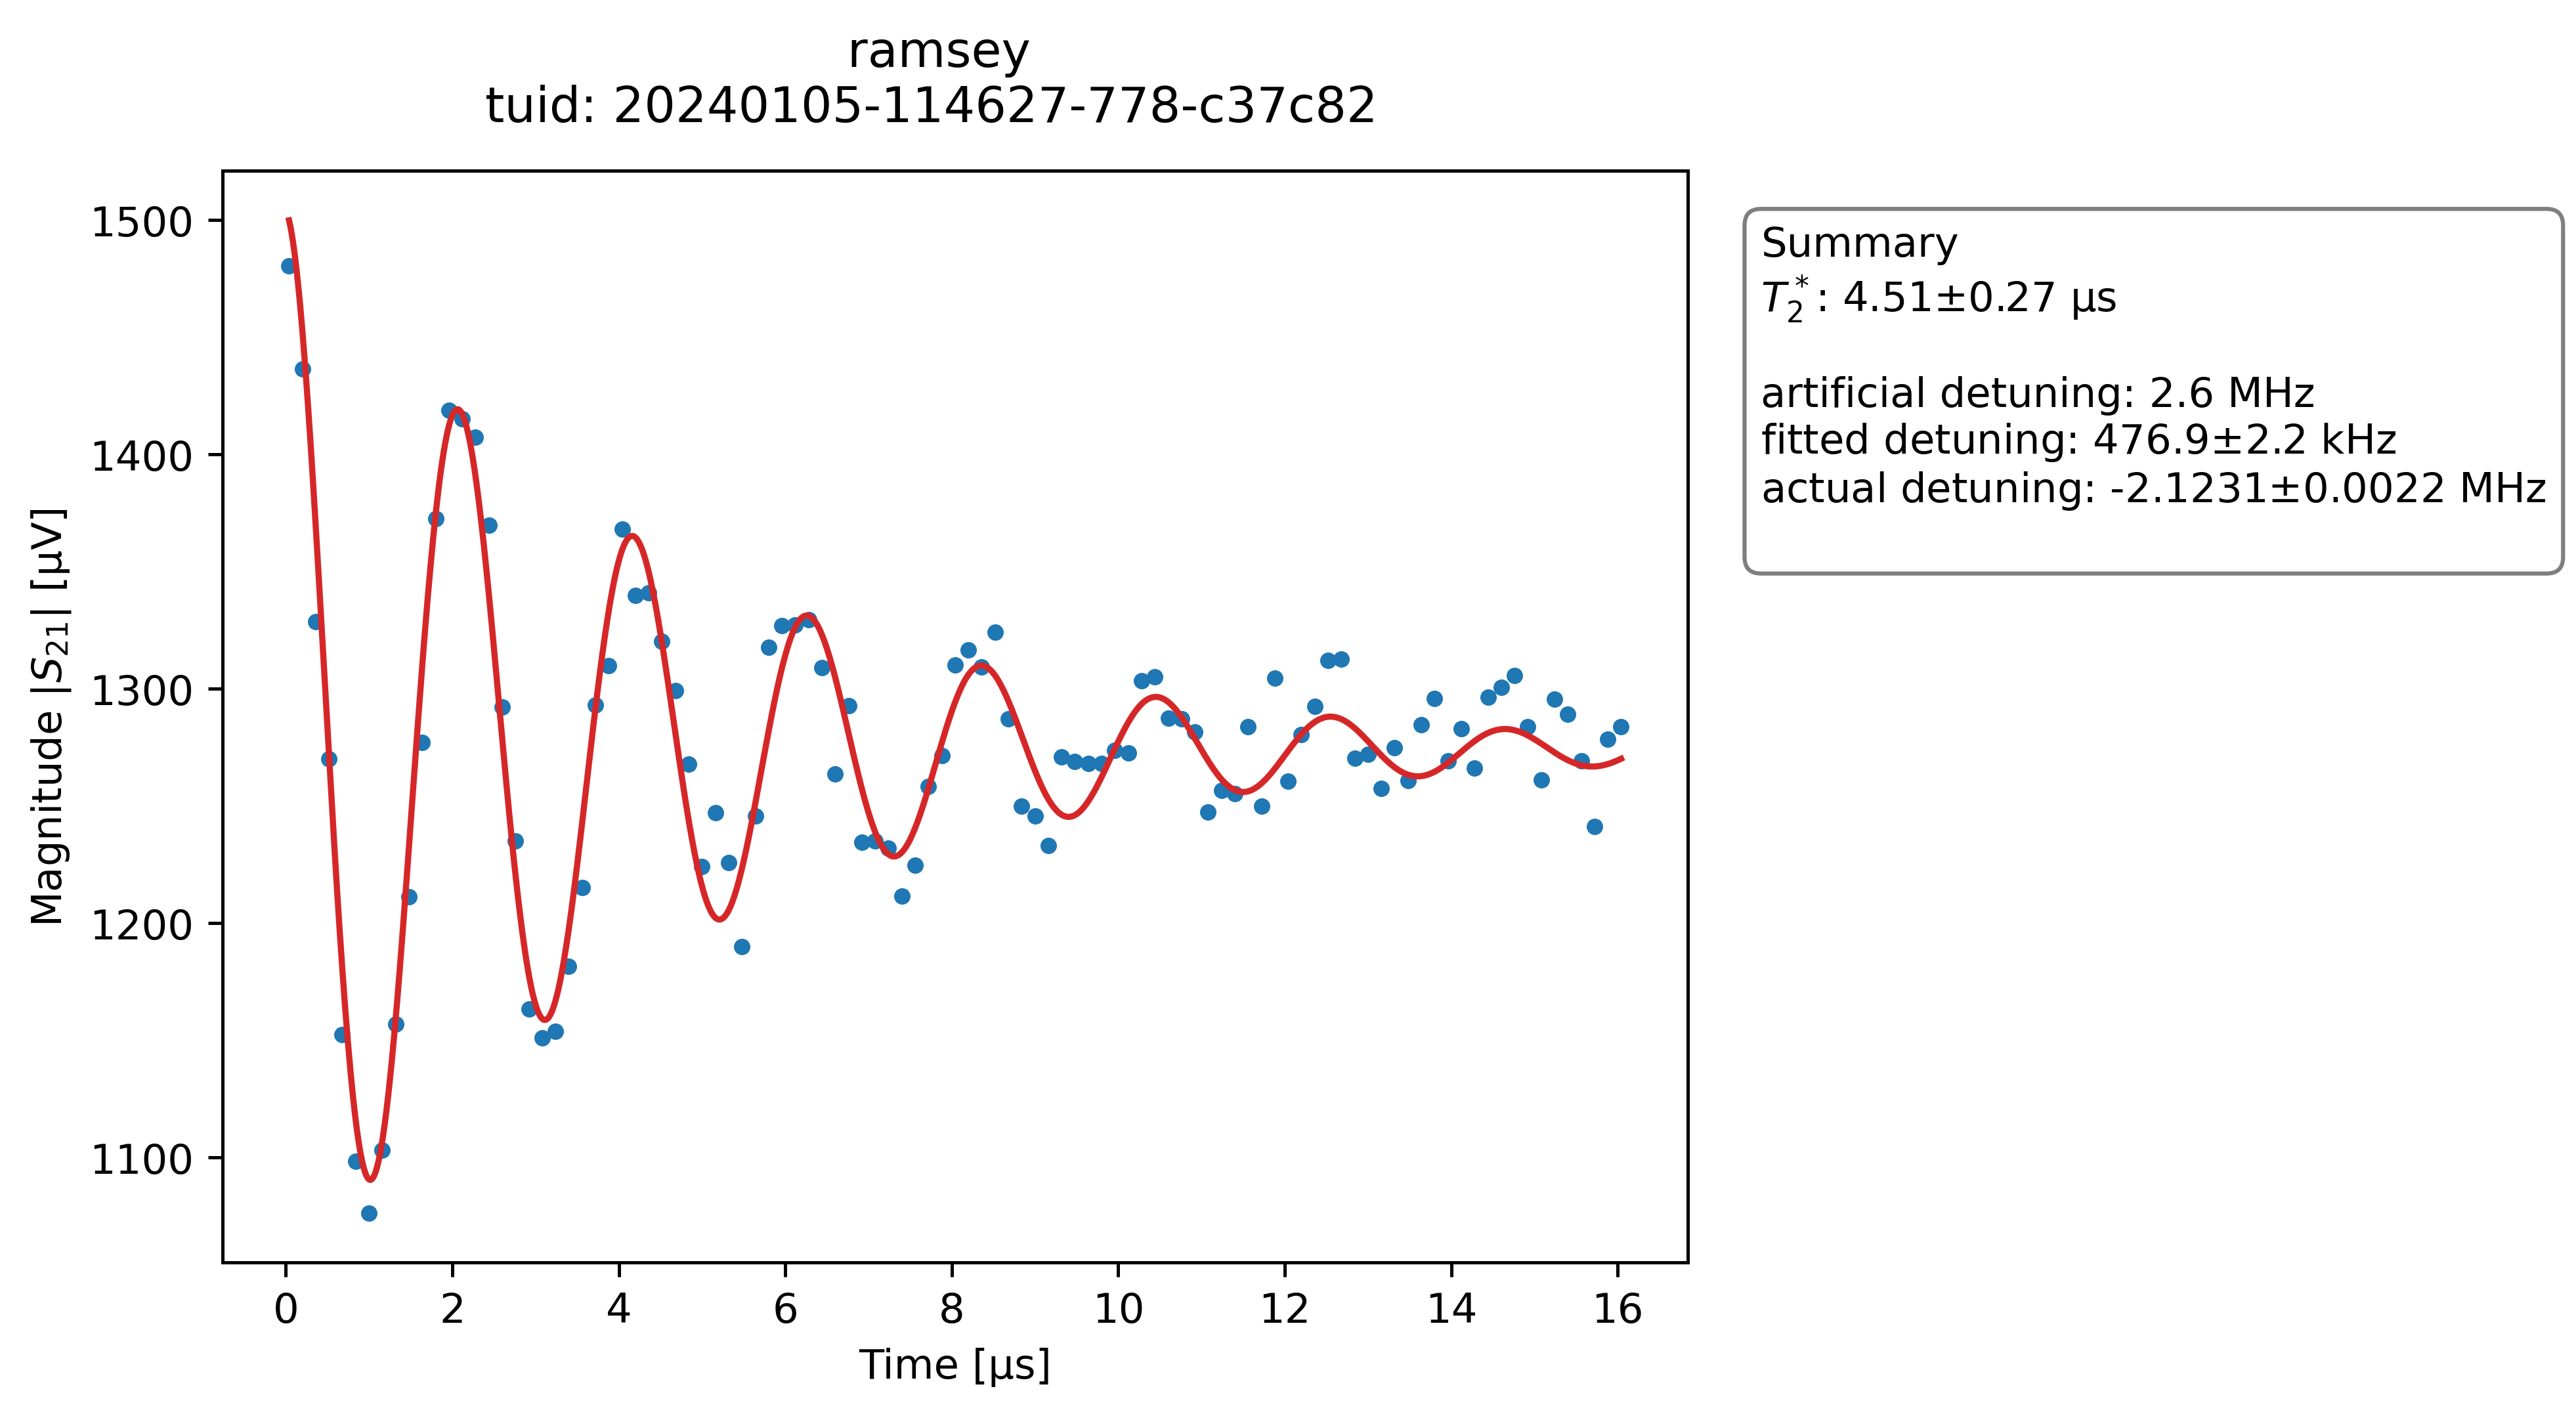 ramsey
tuid: 20240105-114627-778-c37c82
Magnitude |S21| [µV]
1500
1400
1300
1200
1100
0 2 4 6 8 10 12 14 16
Time [µs]
Summary
T2*: 4.51±0.27 µs
artificial detuning: 2.6 MHz
fitted detuning: 476.9±2.2 kHz
actual detuning: -2.1231±0.0022 MHz